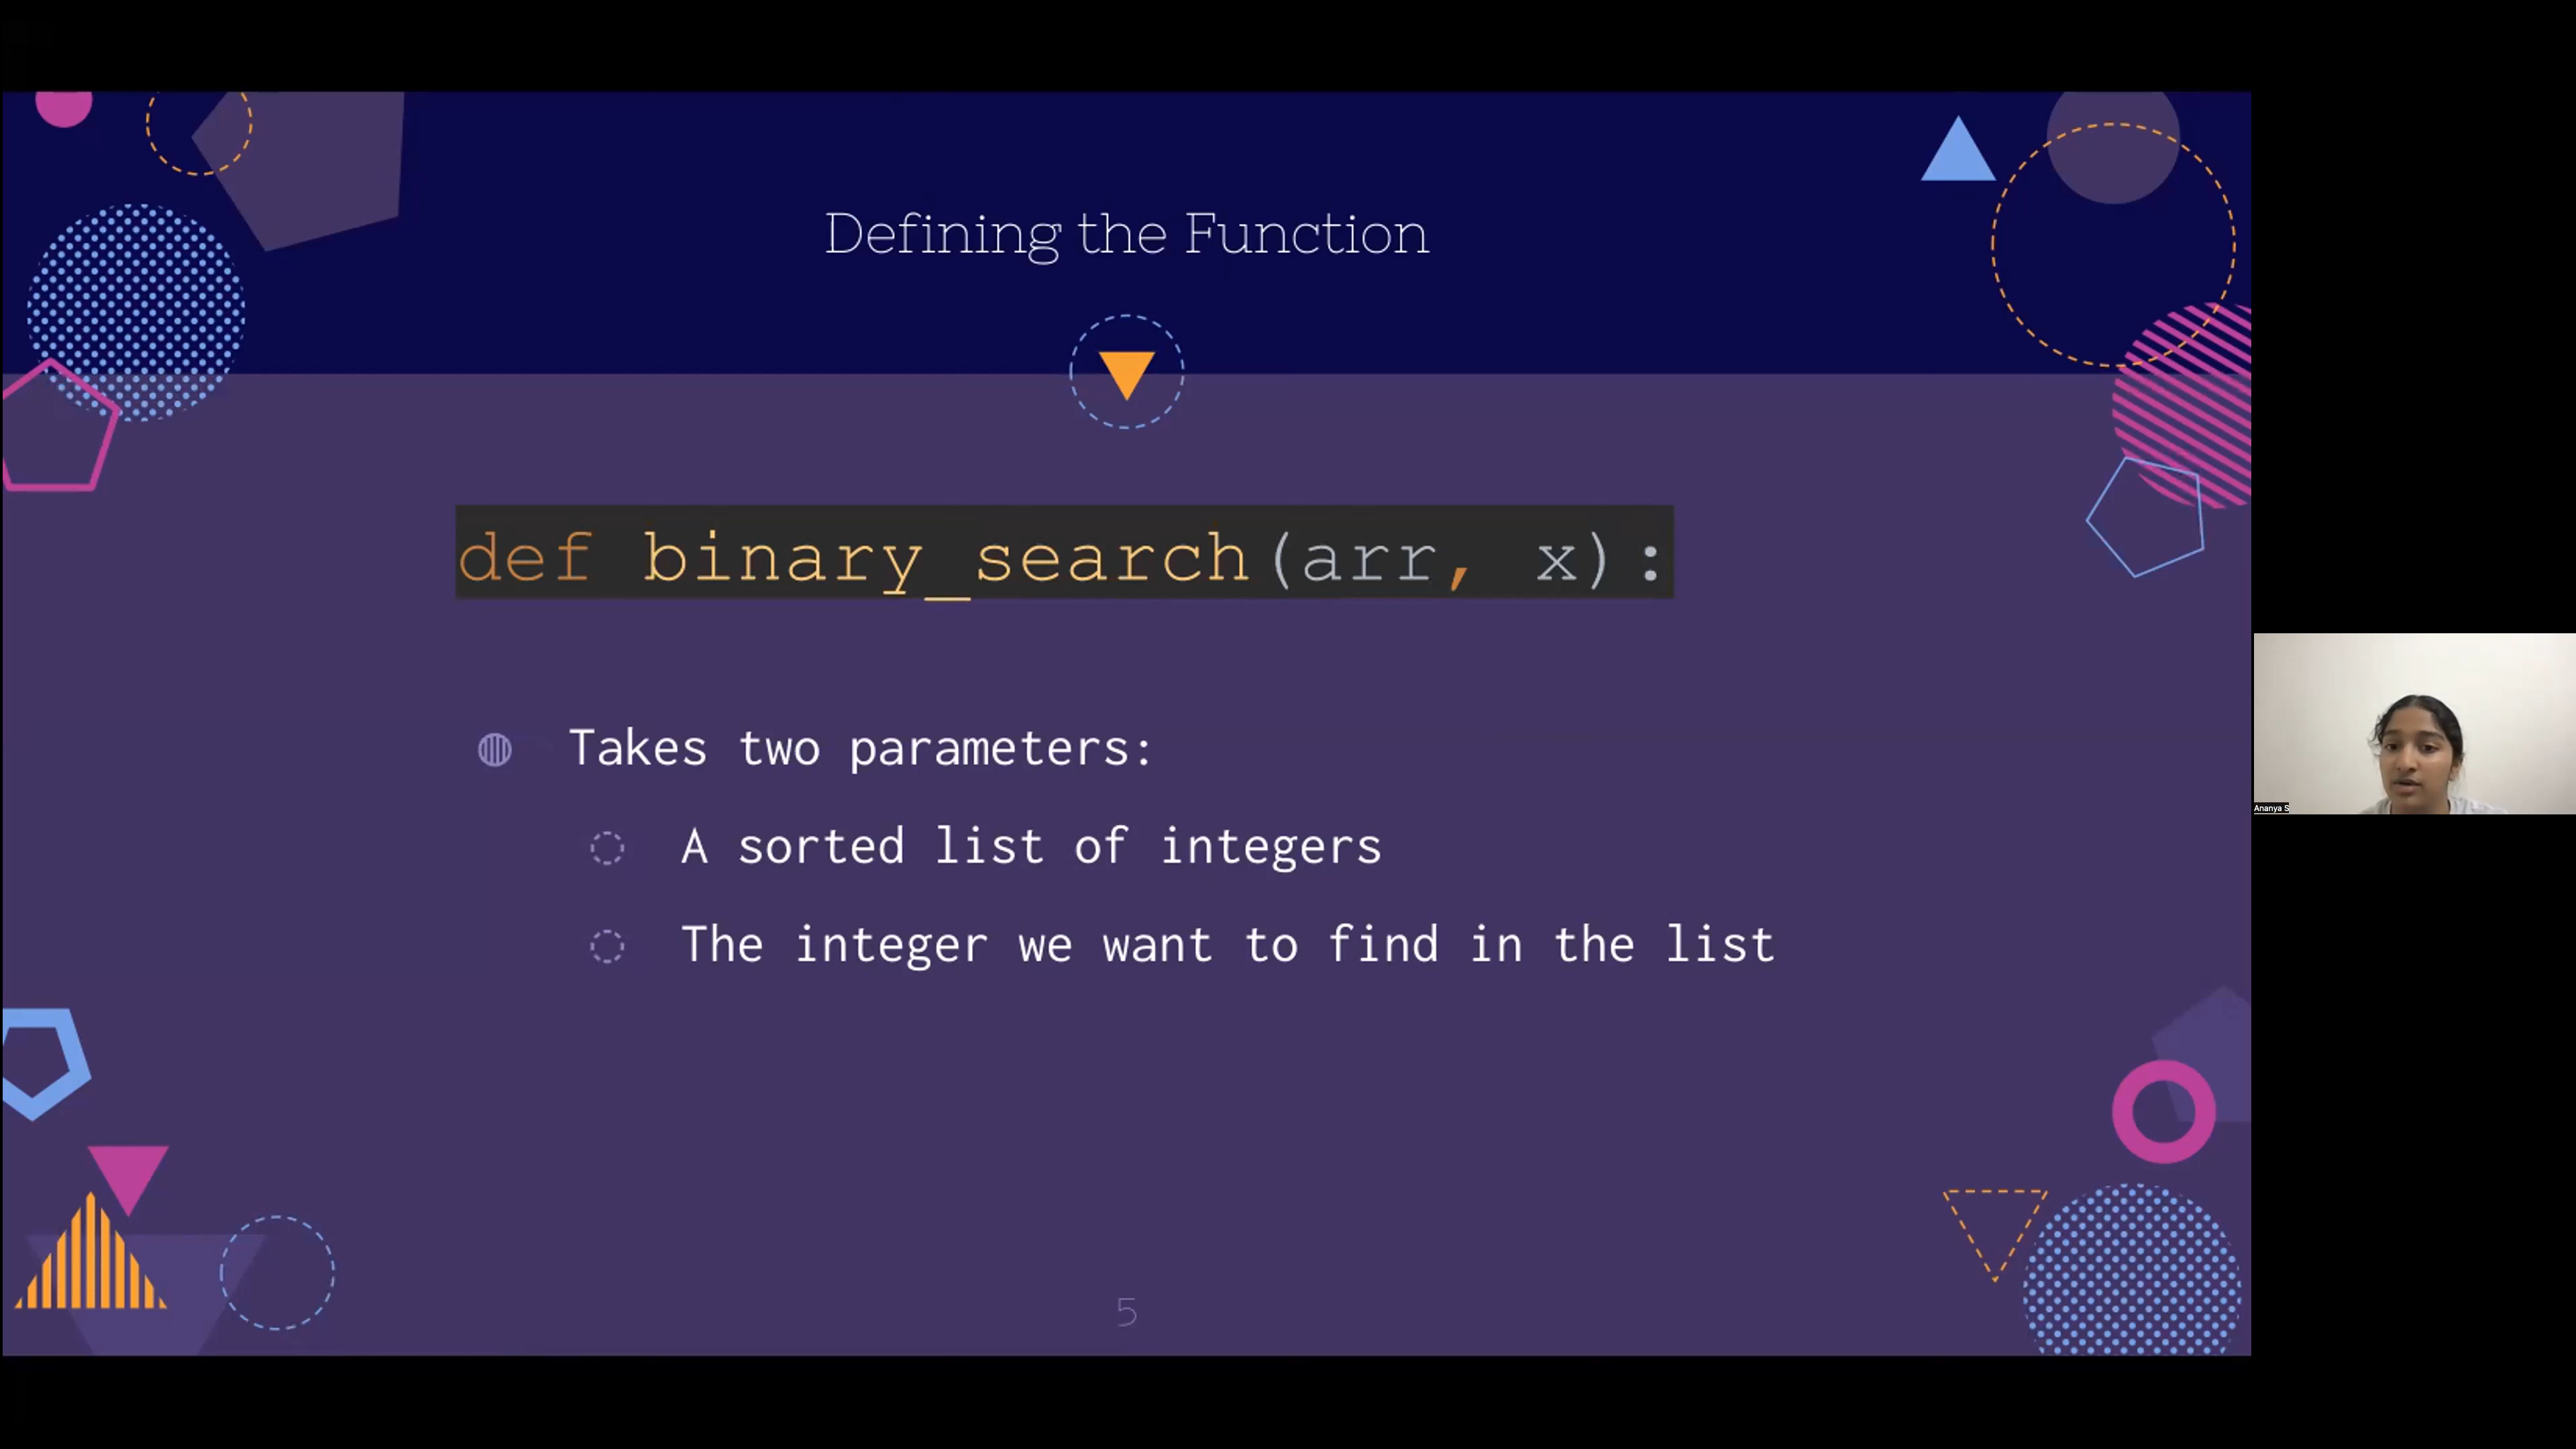 Defining the Function
def binary_search(arr, x):
Takes two parameters:
A sorted list of integers
The integer we want to find in the list
Ananya S
5